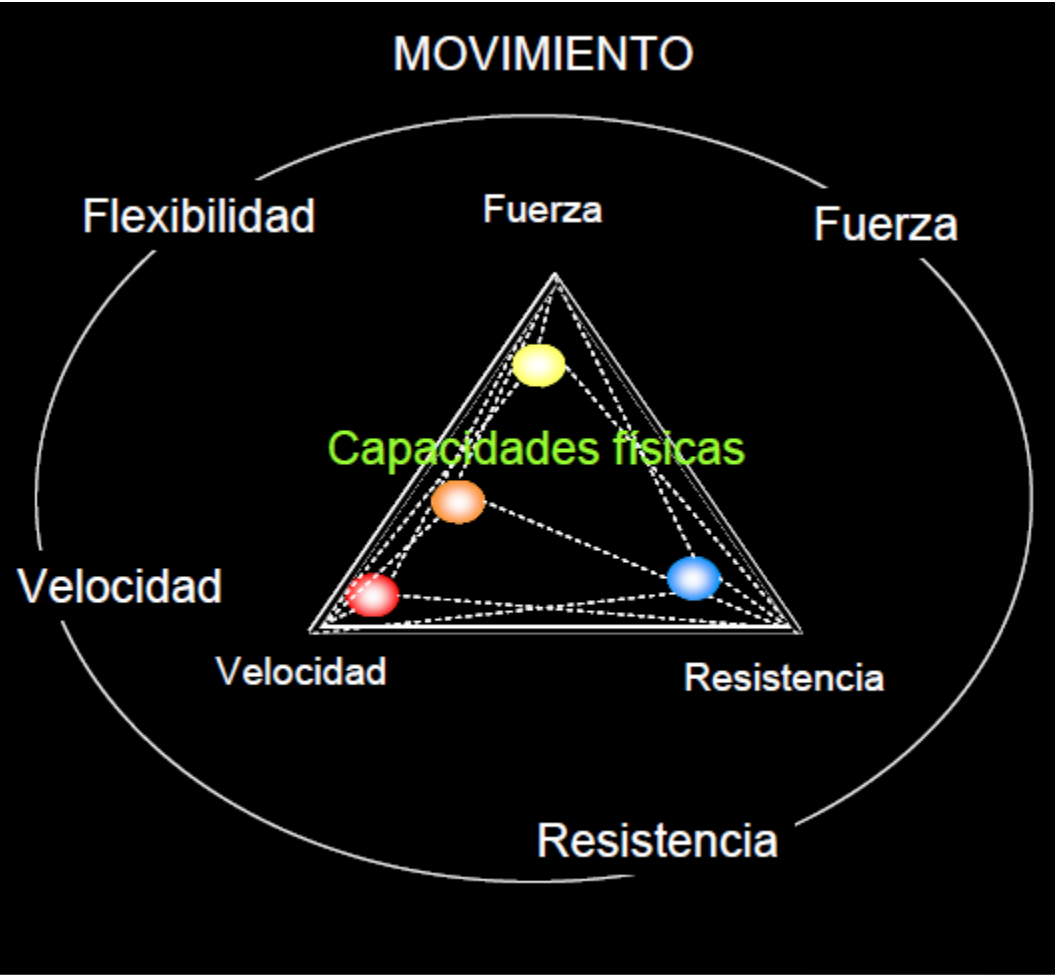 MOVIMIENTO
Flexibilidad
Fuerza
Fuerza
Capacidades físicas
Velocidad
Velocidad
Resistencia
Resistencia